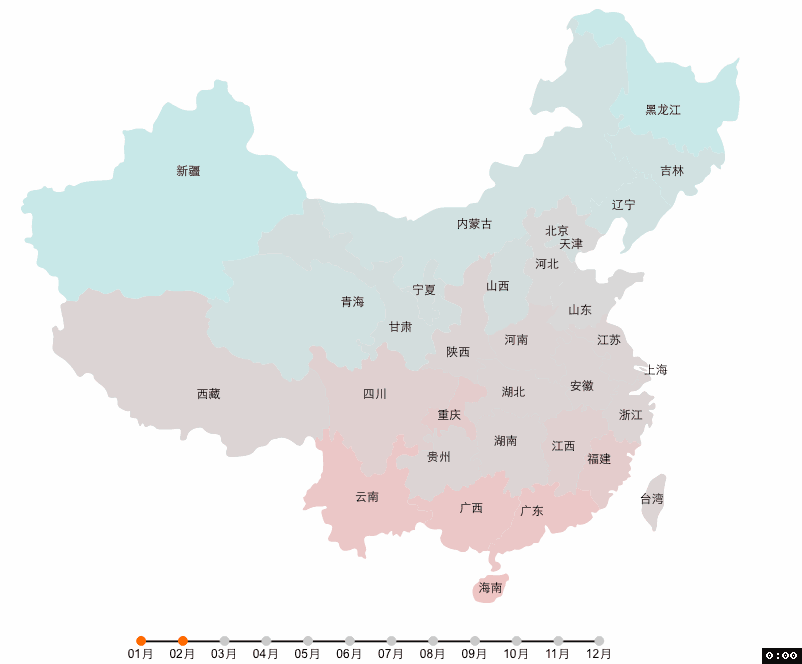 黑龙江
新疆
吉林
辽宁
内蒙古
北京
天津
河北
山西
宁夏
青海
山东
甘肃
河南
江苏
陕西
上海
西藏
四川
湖北
安徽
重庆
浙江
湖南
江西
贵州
福建
云南
台湾
广西
广东
海南
01月 02月 03月 04月 05月 06月 07月 08月 09月 10月 11月 12月
0:00